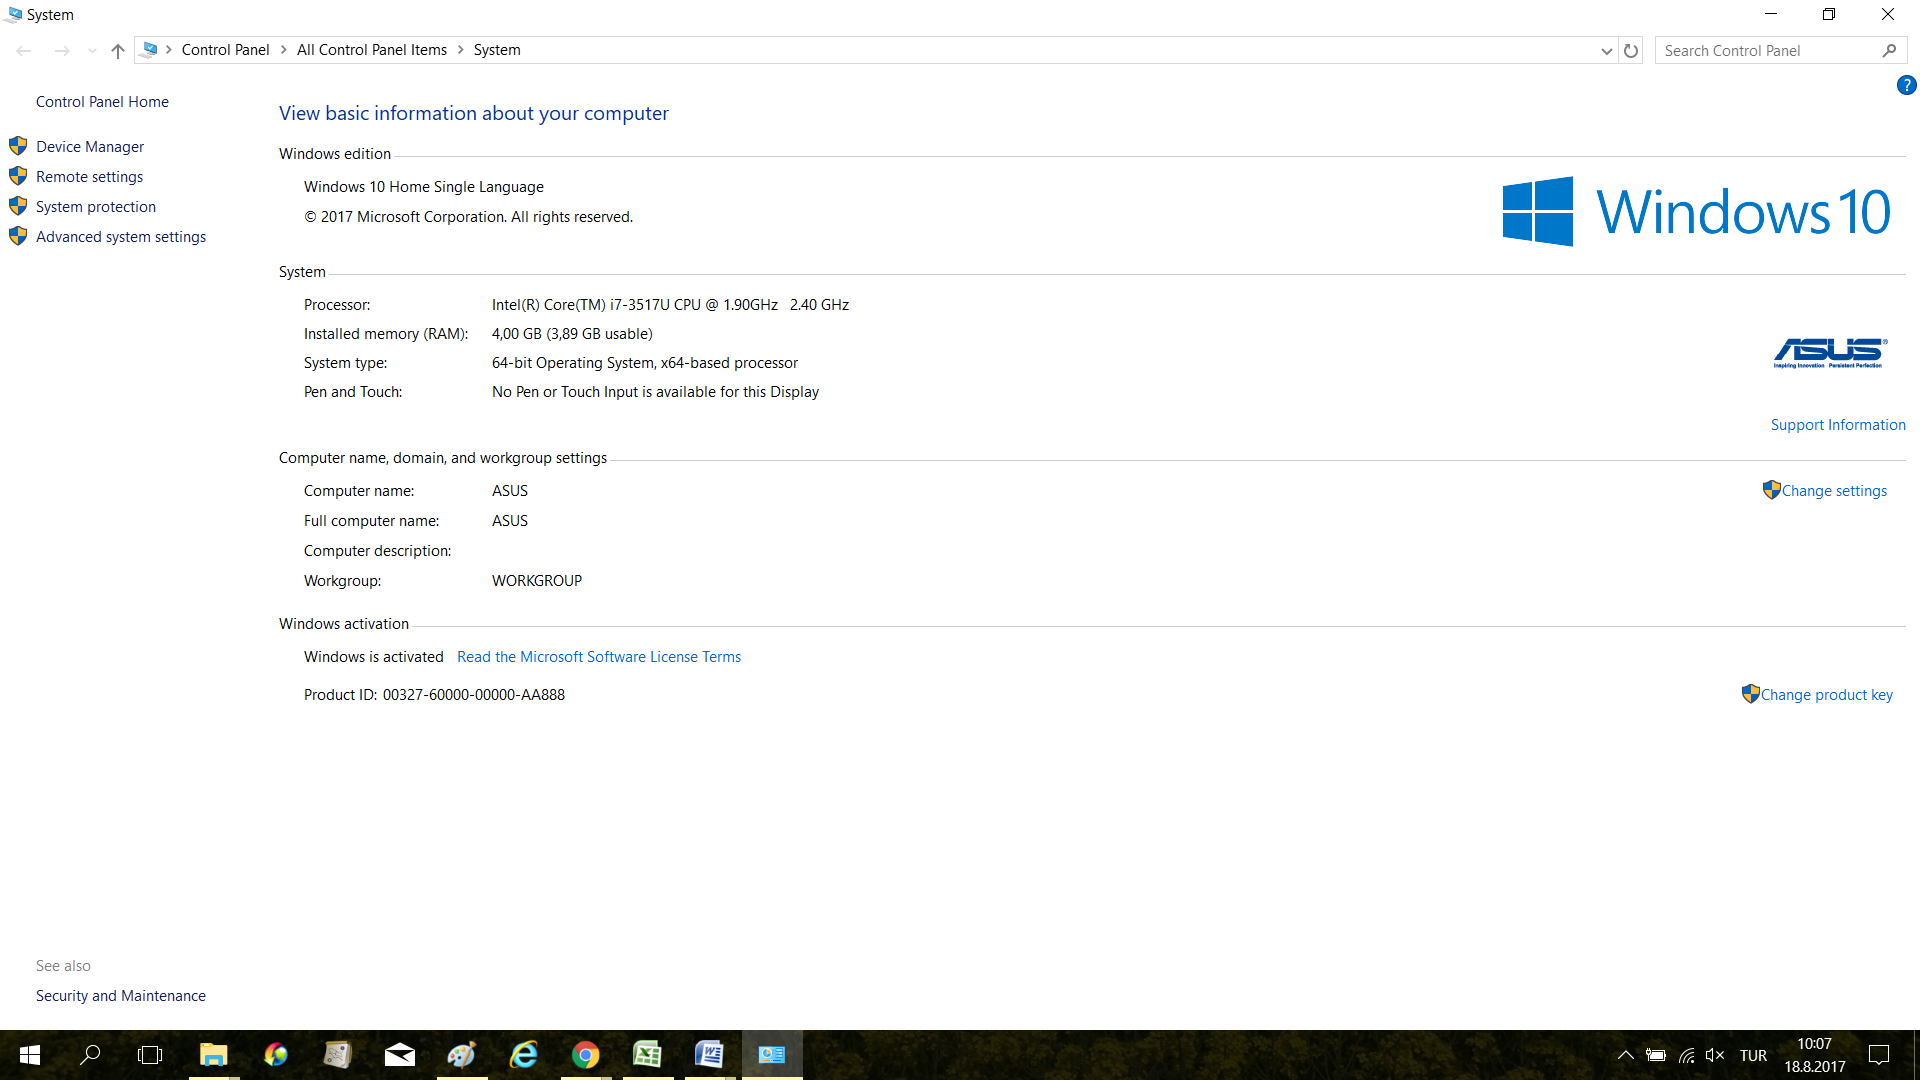 System
Control Panel All Control Panel Items System
Search Control Panel
Control Panel Home
Device Manager
Remote settings
System protection
Advanced system settings
View basic information about your computer
Windows edition
Windows 10 Home Single Language
© 2017 Microsoft Corporation. All rights reserved.
Windows 10
System
Processor: Intel(R) Core(TM) i7-3517U CPU @ 1.90GHz 2.40 GHz
Installed memory (RAM): 4,00 GB (3,89 GB usable)
System type: 64-bit Operating System, x64-based processor
Pen and Touch: No Pen or Touch Input is available for this Display
ASUS®
Inspiring Innovation Persistent Perfection
Support Information
Computer name, domain, and workgroup settings
Computer name: ASUS
Change settings
Full computer name: ASUS
Computer description:
Workgroup: WORKGROUP
Windows activation
Windows is activated Read the Microsoft Software License Terms
Product ID: 00327-60000-00000-AA888
Change product key
See also
Security and Maintenance
TUR
10:07
18.8.2017